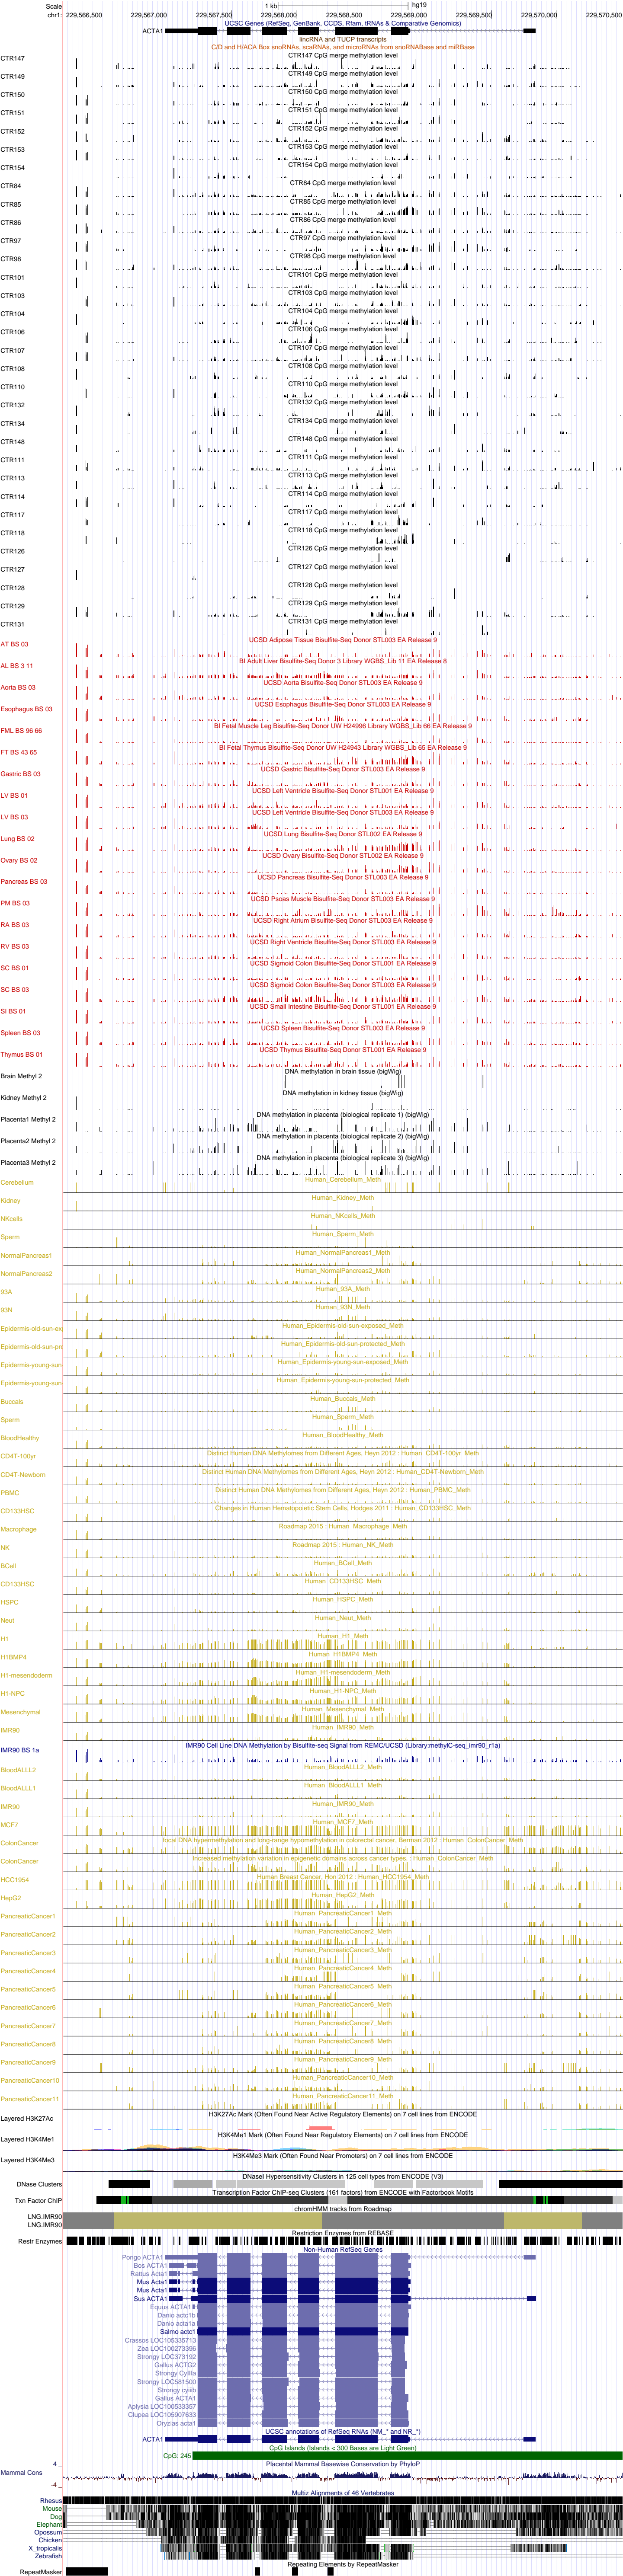 Scale 1 kb hg19
chr1: 229,566,500 229,567,000 229,567,500 229,568,000 229,568,500 229,569,000 229,569,500 229,570,000 229,570,500
UCSC Genes (RefSeq, GenBank, CCDS, Rfam, tRNAs & Comparative Genomics)
ACTA1
lincRNA and TUCP transcripts
C/D and H/ACA Box snoRNAs, scaRNAs, and microRNAs from snoRNABase and miRBase
CTR147 CpG merge methylation level
CTR147
CTR149 CpG merge methylation level
CTR149
CTR150 CpG merge methylation level
CTR150
CTR151 CpG merge methylation level
CTR151
CTR152 CpG merge methylation level
CTR152
CTR153 CpG merge methylation level
CTR153
CTR154 CpG merge methylation level
CTR154
CTR84 CpG merge methylation level
CTR84
CTR85 CpG merge methylation level
CTR85
CTR86 CpG merge methylation level
CTR86
CTR97 CpG merge methylation level
CTR97
CTR98 CpG merge methylation level
CTR98
CTR101 CpG merge methylation level
CTR101
CTR103 CpG merge methylation level
CTR103
CTR104 CpG merge methylation level
CTR104
CTR106 CpG merge methylation level
CTR106
CTR107 CpG merge methylation level
CTR107
CTR108 CpG merge methylation level
CTR108
CTR110 CpG merge methylation level
CTR110
CTR132 CpG merge methylation level
CTR132
CTR134 CpG merge methylation level
CTR134
CTR148 CpG merge methylation level
CTR148
CTR111 CpG merge methylation level
CTR111
CTR113 CpG merge methylation level
CTR113
CTR114 CpG merge methylation level
CTR114
CTR117 CpG merge methylation level
CTR117
CTR118 CpG merge methylation level
CTR118
CTR126 CpG merge methylation level
CTR126
CTR127 CpG merge methylation level
CTR127
CTR128 CpG merge methylation level
CTR128
CTR129 CpG merge methylation level
CTR129
CTR131 CpG merge methylation level
CTR131
UCSD Adipose Tissue Bisulfite-Seq Donor STL003 EA Release 9
AT BS 03
BI Adult Liver Bisulfite-Seq Donor 3 Library WGBS_Lib 11 EA Release 8
AL BS 3 11
UCSD Aorta Bisulfite-Seq Donor STL003 EA Release 9
Aorta BS 03
UCSD Esophagus Bisulfite-Seq Donor STL003 EA Release 9
Esophagus BS 03
BI Fetal Muscle Leg Bisulfite-Seq Donor UW H24996 Library WGBS_Lib 66 EA Release 9
FML BS 96 66
BI Fetal Thymus Bisulfite-Seq Donor UW H24943 Library WGBS_Lib 65 EA Release 9
FT BS 43 65
UCSD Gastric Bisulfite-Seq Donor STL003 EA Release 9
Gastric BS 03
UCSD Left Ventricle Bisulfite-Seq Donor STL001 EA Release 9
LV BS 01
UCSD Left Ventricle Bisulfite-Seq Donor STL003 EA Release 9
LV BS 03
UCSD Lung Bisulfite-Seq Donor STL002 EA Release 9
Lung BS 02
UCSD Ovary Bisulfite-Seq Donor STL002 EA Release 9
Ovary BS 02
UCSD Pancreas Bisulfite-Seq Donor STL003 EA Release 9
Pancreas BS 03
UCSD Psoas Muscle Bisulfite-Seq Donor STL003 EA Release 9
PM BS 03
UCSD Right Atrium Bisulfite-Seq Donor STL003 EA Release 9
RA BS 03
UCSD Right Ventricle Bisulfite-Seq Donor STL003 EA Release 9
RV BS 03
UCSD Sigmoid Colon Bisulfite-Seq Donor STL001 EA Release 9
SC BS 01
UCSD Sigmoid Colon Bisulfite-Seq Donor STL003 EA Release 9
SC BS 03
UCSD Small Intestine Bisulfite-Seq Donor STL001 EA Release 9
SI BS 01
UCSD Spleen Bisulfite-Seq Donor STL003 EA Release 9
Spleen BS 03
UCSD Thymus Bisulfite-Seq Donor STL001 EA Release 9
Thymus BS 01
DNA methylation in brain tissue (bigWig)
Brain Methyl 2
DNA methylation in kidney tissue (bigWig)
Kidney Methyl 2
DNA methylation in placenta (biological replicate 1) (bigWig)
Placenta1 Methyl 2
DNA methylation in placenta (biological replicate 2) (bigWig)
Placenta2 Methyl 2
DNA methylation in placenta (biological replicate 3) (bigWig)
Placenta3 Methyl 2
Human_Cerebellum_Meth
Cerebellum
Human_Kidney_Meth
Kidney
Human_NKcells_Meth
NKcells
Human_Sperm_Meth
Sperm
Human_NormalPancreas1_Meth
NormalPancreas1
Human_NormalPancreas2_Meth
NormalPancreas2
Human_93A_Meth
93A
Human_93N_Meth
93N
Human_Epidermis-old-sun-exposed_Meth
Epidermis-old-sun-ex
Human_Epidermis-old-sun-protected_Meth
Epidermis-old-sun-pr
Human_Epidermis-young-sun-exposed_Meth
Epidermis-young-sun-
Human_Epidermis-young-sun-protected_Meth
Epidermis-young-sun-
Human_Buccals_Meth
Buccals
Human_Sperm_Meth
Sperm
Human_BloodHealthy_Meth
BloodHealthy
Distinct Human DNA Methylomes from Different Ages, Heyn 2012 : Human_CD4T-100yr_Meth
CD4T-100yr
Distinct Human DNA Methylomes from Different Ages, Heyn 2012 : Human_CD4T-Newborn_Meth
CD4T-Newborn
Distinct Human DNA Methylomes from Different Ages, Heyn 2012 : Human_PBMC_Meth
PBMC
Changes in Human Hematopoietic Stem Cells, Hodges 2011 : Human_CD133HSC_Meth
CD133HSC
Roadmap 2015 : Human_Macrophage_Meth
Macrophage
Roadmap 2015 : Human_NK_Meth
NK
Human_BCell_Meth
BCell
Human_CD133HSC_Meth
CD133HSC
Human_HSPC_Meth
HSPC
Human_Neut_Meth
Neut
Human_H1_Meth
H1
Human_H1BMP4_Meth
H1BMP4
Human_H1-mesendoderm_Meth
H1-mesendoderm
Human_H1-NPC_Meth
H1-NPC
Human_Mesenchymal_Meth
Mesenchymal
Human_IMR90_Meth
IMR90
IMR90 Cell Line DNA Methylation by Bisulfite-seq Signal from REMC/UCSD (Library:methylC-seq_imr90_r1a)
IMR90 BS 1a
Human_BloodALLL2_Meth
BloodALLL2
Human_BloodALLL1_Meth
BloodALLL1
Human_IMR90_Meth
IMR90
Human_MCF7_Meth
MCF7
focal DNA hypermethylation and long-range hypomethylation in colorectal cancer, Berman 2012 : Human_ColonCancer_Meth
ColonCancer
Increased methylation variation in epigenetic domains across cancer types, : Human_ColonCancer_Meth
ColonCancer
Human Breast Cancer, Hon 2012 : Human_HCC1954_Meth
HCC1954
Human_HepG2_Meth
HepG2
Human_PancreaticCancer1_Meth
PancreaticCancer1
Human_PancreaticCancer2_Meth
PancreaticCancer2
Human_PancreaticCancer3_Meth
PancreaticCancer3
Human_PancreaticCancer4_Meth
PancreaticCancer4
Human_PancreaticCancer5_Meth
PancreaticCancer5
Human_PancreaticCancer6_Meth
PancreaticCancer6
Human_PancreaticCancer7_Meth
PancreaticCancer7
Human_PancreaticCancer8_Meth
PancreaticCancer8
Human_PancreaticCancer9_Meth
PancreaticCancer9
Human_PancreaticCancer10_Meth
PancreaticCancer10
Human_PancreaticCancer11_Meth
PancreaticCancer11
H3K27Ac Mark (Often Found Near Active Regulatory Elements) on 7 cell lines from ENCODE
Layered H3K27Ac
H3K4Me1 Mark (Often Found Near Regulatory Elements) on 7 cell lines from ENCODE
Layered H3K4Me1
H3K4Me3 Mark (Often Found Near Promoters) on 7 cell lines from ENCODE
Layered H3K4Me3
DNaseI Hypersensitivity Clusters in 125 cell types from ENCODE (V3)
DNase Clusters
Transcription Factor ChIP-seq Clusters (161 factors) from ENCODE with Factorbook Motifs
Txn Factor ChIP
chromHMM tracks from Roadmap
LNG.IMR90
LNG.IMR90
Restriction Enzymes from REBASE
Restr Enzymes
Non-Human RefSeq Genes
Pongo ACTA1
Bos ACTA1
Rattus Acta1
Mus Acta1
Mus Acta1
Sus ACTA1
Equus ACTA1
Danio actc1b
Danio acta1a
Salmo actc1
Crassos LOC105335713
Zea LOC100273396
Strongy LOC373192
Gallus ACTG2
Strongy CyIIIa
Strongy LOC581500
Strongy cyiiib
Gallus ACTA1
Aplysia LOC100533357
Clupea LOC105907633
Oryzias acta1
UCSC annotations of RefSeq RNAs (NM_* and NR_*)
ACTA1
CpG Islands (Islands < 300 Bases are Light Green)
CpG: 245
Placental Mammal Basewise Conservation by PhyloP
4 _
Mammal Cons
-4 _
Multiz Alignments of 46 Vertebrates
Rhesus
Mouse
Dog
Elephant
Opossum
Chicken
X_tropicalis
Zebrafish
Repeating Elements by RepeatMasker
RepeatMasker